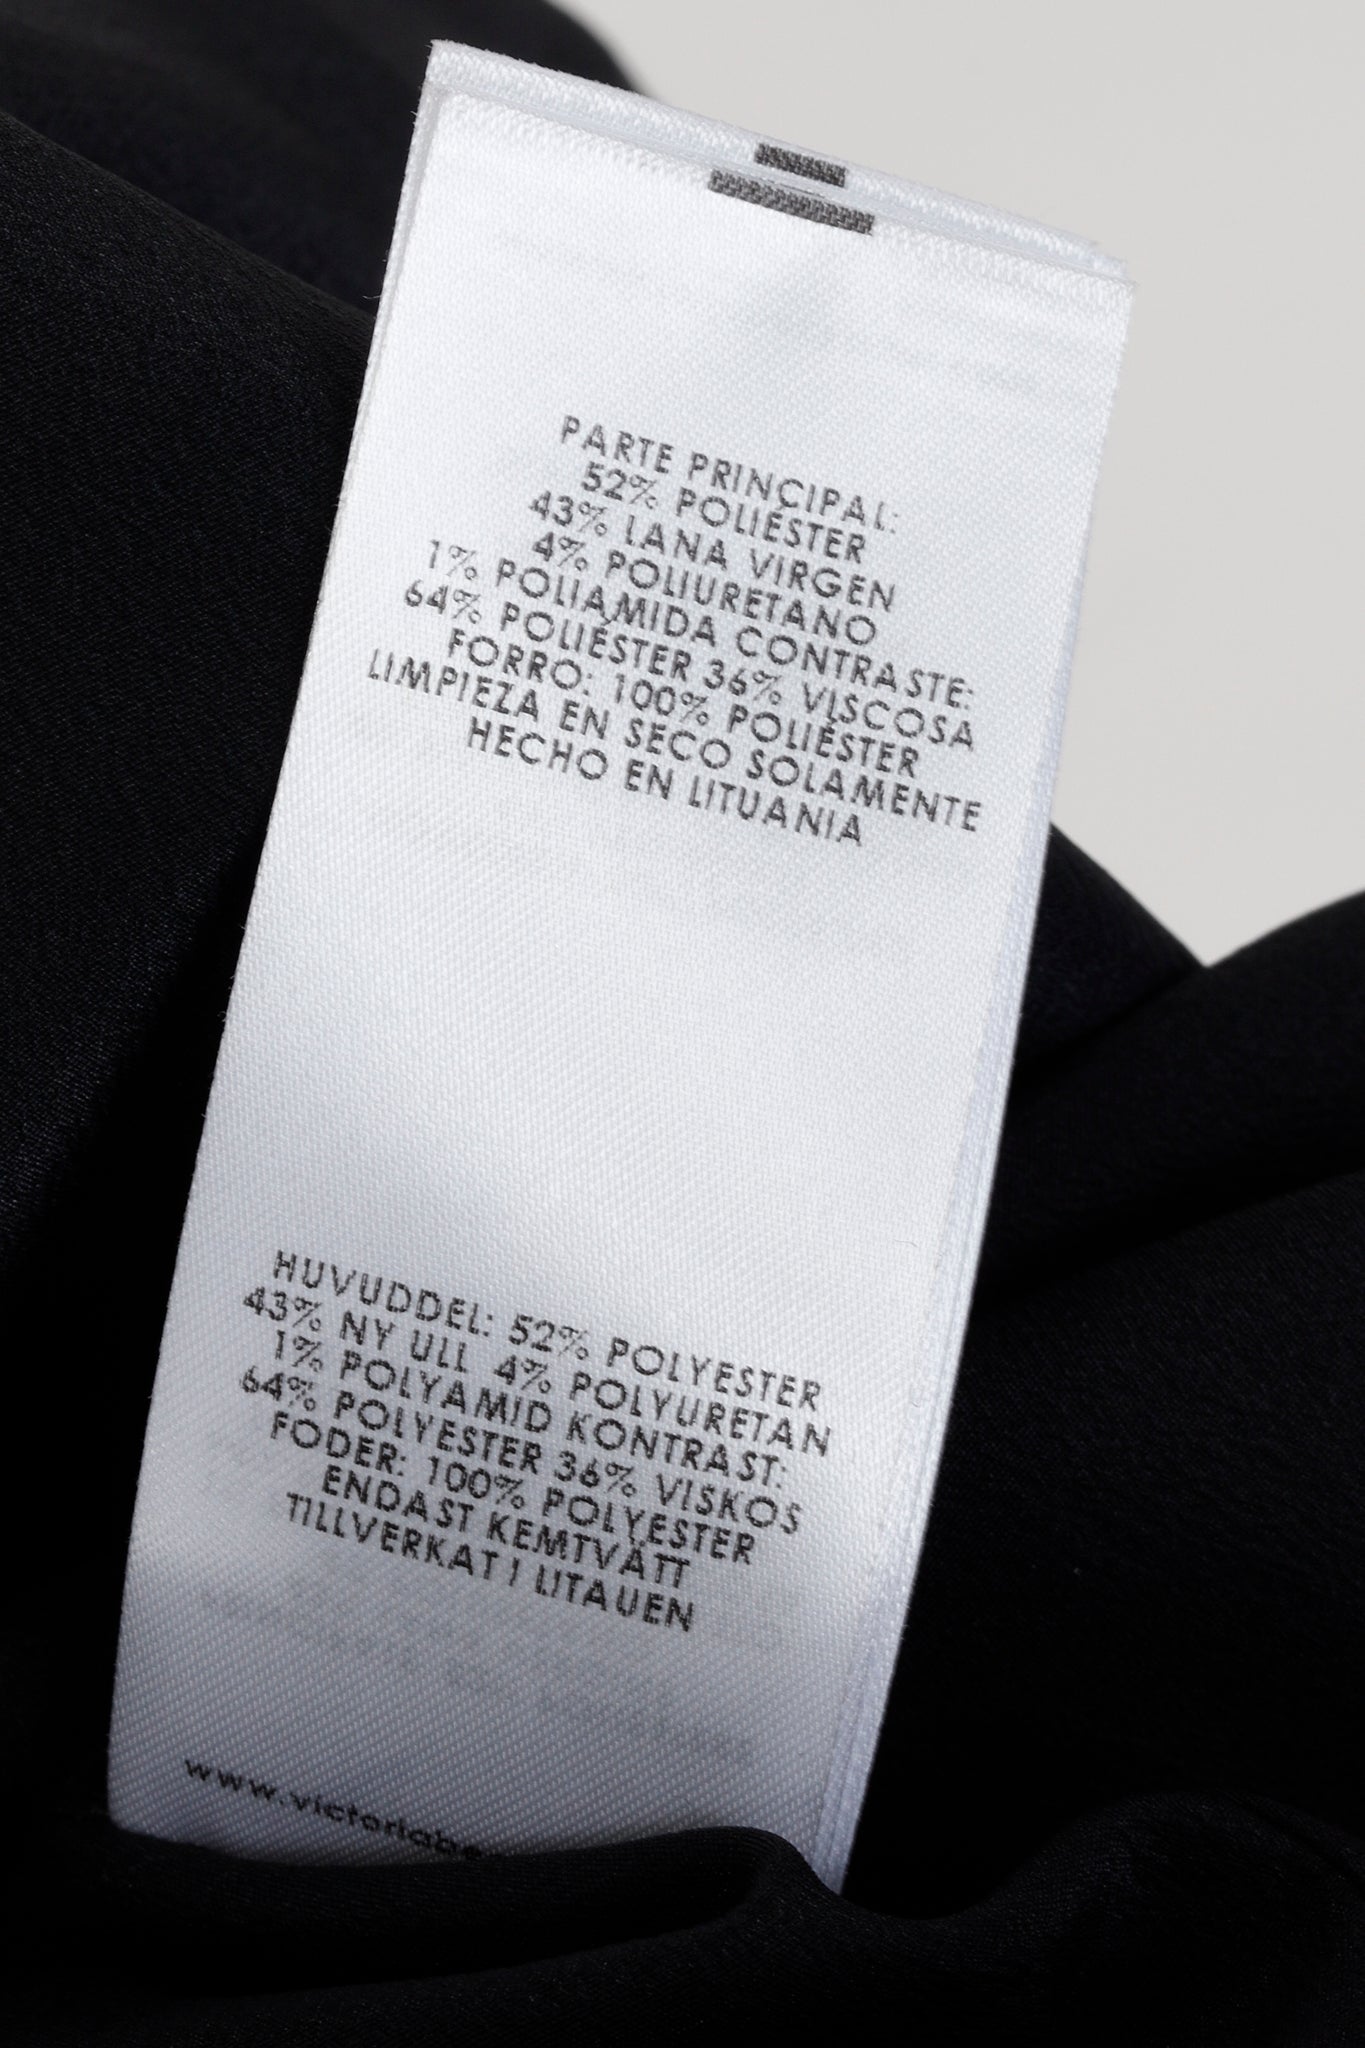 PARTE PRINCIPAL:
52% POLIÉSTER
43% LANA VIRGEN
4% POLIURETANO
1% POLIAMIDA CONTRASTE:
64% POLIÉSTER 36% VISCOSA
FORRO: 100% POLIÉSTER
LIMPIEZA EN SECO SOLAMENTE
HECHO EN LITUANIA
HUVUDDEL: 52% POLYESTER
43% NY ULL 4% POLYURETAN
1% POLYAMID KONTRAST:
64% POLYESTER 36% VISKOS
FODER: 100% POLYESTER
ENDAST KEMTVÄTT
TILLVERKAT I LITAUEN
www.victoriabe